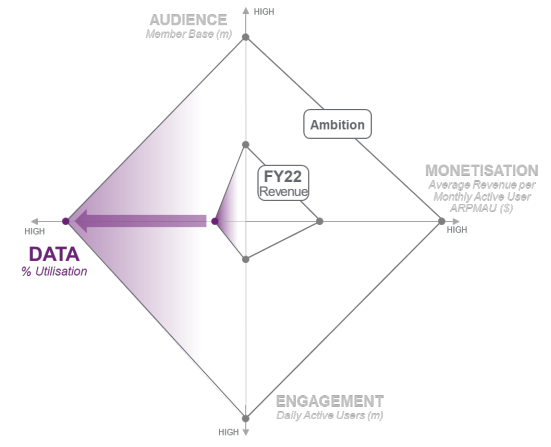 AUDIENCE
Member Base (m)
HIGH
Ambition
MONETISATION
Average Revenue per
Monthly Active User
ARPMAU ($)
HIGH
FY22
Revenue
HIGH
DATA
% Utilisation
ENGAGEMENT
Daily Active Users (m)
HIGH